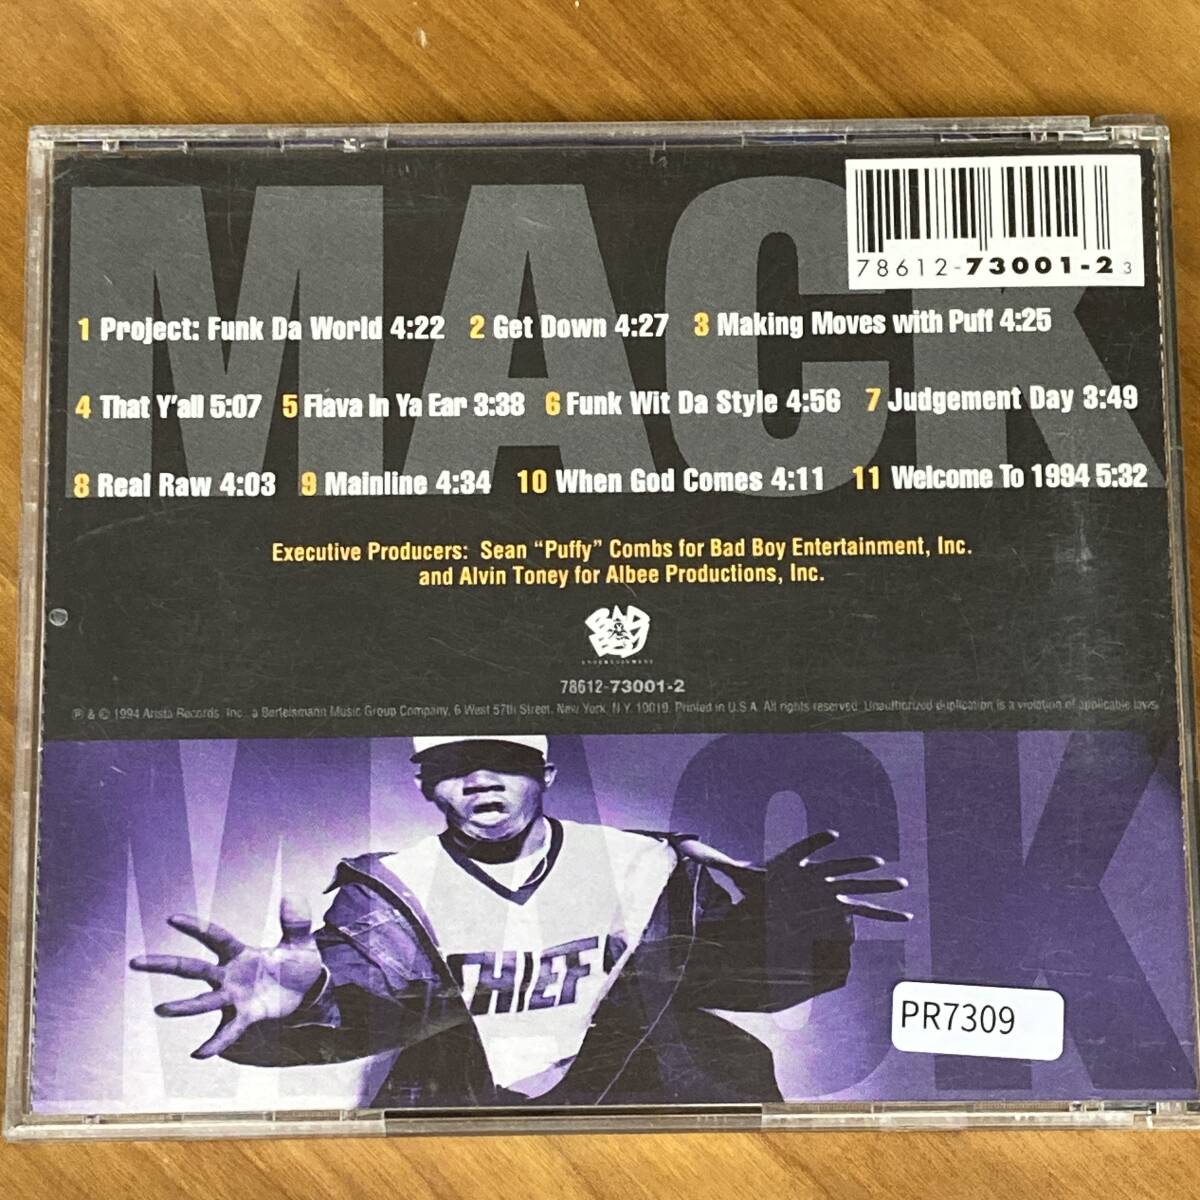 MACK
78612-73001-2 3
1 Project: Funk Da World 4:22 2 Get Down 4:27 3 Making Moves with Puff 4:25
4 That Y'all 5:07 5 Flava In Ya Ear 3:38 6 Funk Wit Da Style 4:56 7 Judgement Day 3:49
8 Real Raw 4:03 9 Mainline 4:34 10 When God Comes 4:11 11 Welcome To 1994 5:32
Executive Producers: Sean "Puffy" Combs for Bad Boy Entertainment, Inc.
and Alvin Toney for Albee Productions, Inc.
BAD
BOY
ENTERTAINMENT
78612-73001-2
℗ & © 1994 Arista Records, Inc., a Bertelsmann Music Group Company, 6 West 57th Street, New York, N.Y. 10019. Printed in U.S.A. All rights reserved. Unauthorized duplication is a violation of applicable laws.
MACK
CHIEFS
PR7309